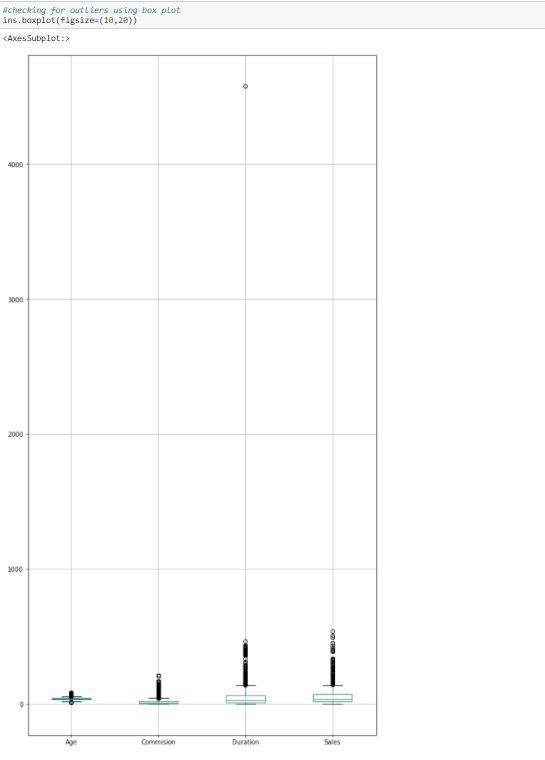 #checking for outliers using box plot
ins.boxplot(figsize=(10,20))
<AxesSubplot:>
4000
3000
2000
1000
0
Age Commision Duration Sales